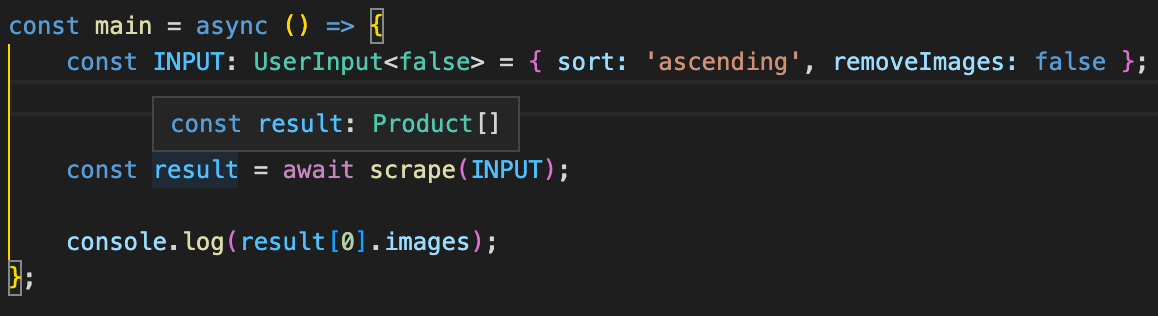 const main = async () => {
const INPUT: UserInput<false> = { sort: 'ascending', removeImages: false };
const result: Product[]
const result = await scrape(INPUT);
console.log(result[0].images);
};